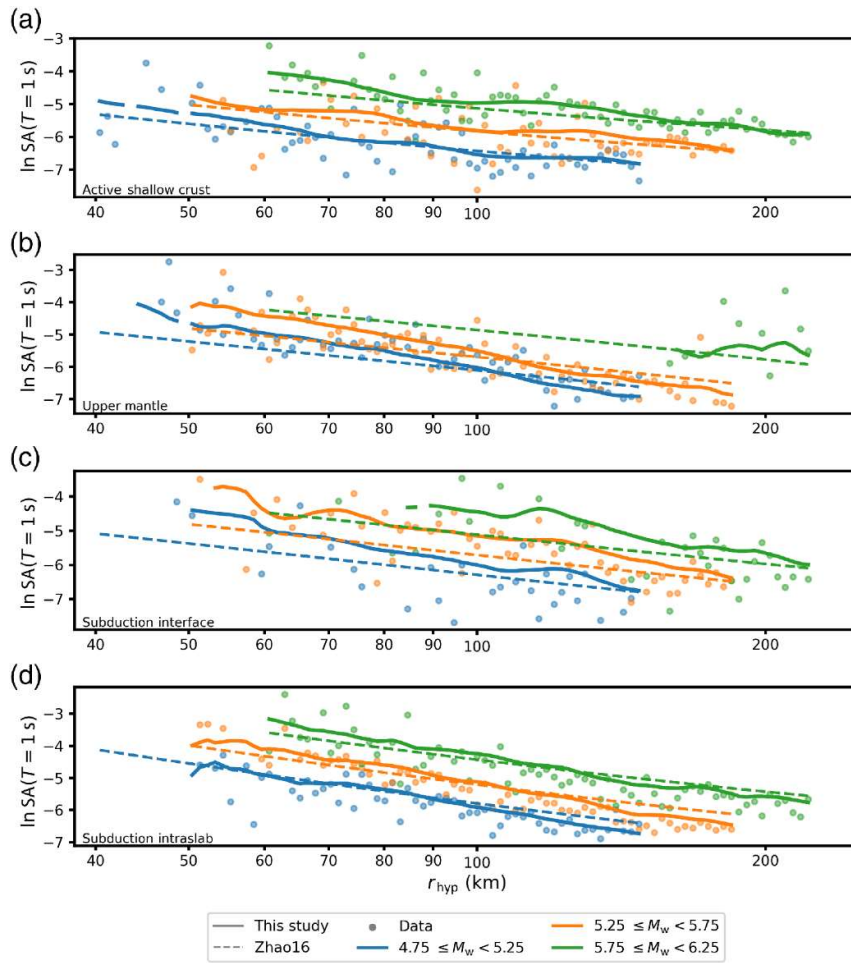 (a)
−3
−4
−5
−6
−7
ln SA(T = 1 s)
Active shallow crust
40 50 60 70 80 90 100 200
(b)
−3
−4
−5
−6
−7
ln SA(T = 1 s)
Upper mantle
40 50 60 70 80 90 100 200
(c)
−4
−5
−6
−7
ln SA(T = 1 s)
Subduction interface
40 50 60 70 80 90 100 200
(d)
−3
−4
−5
−6
−7
ln SA(T = 1 s)
Subduction intraslab
40 50 60 70 80 90 100 200
r_hyp (km)
This study Data 5.25 ≤ M_w < 5.75
Zhao16 4.75 ≤ M_w < 5.25 5.75 ≤ M_w < 6.25